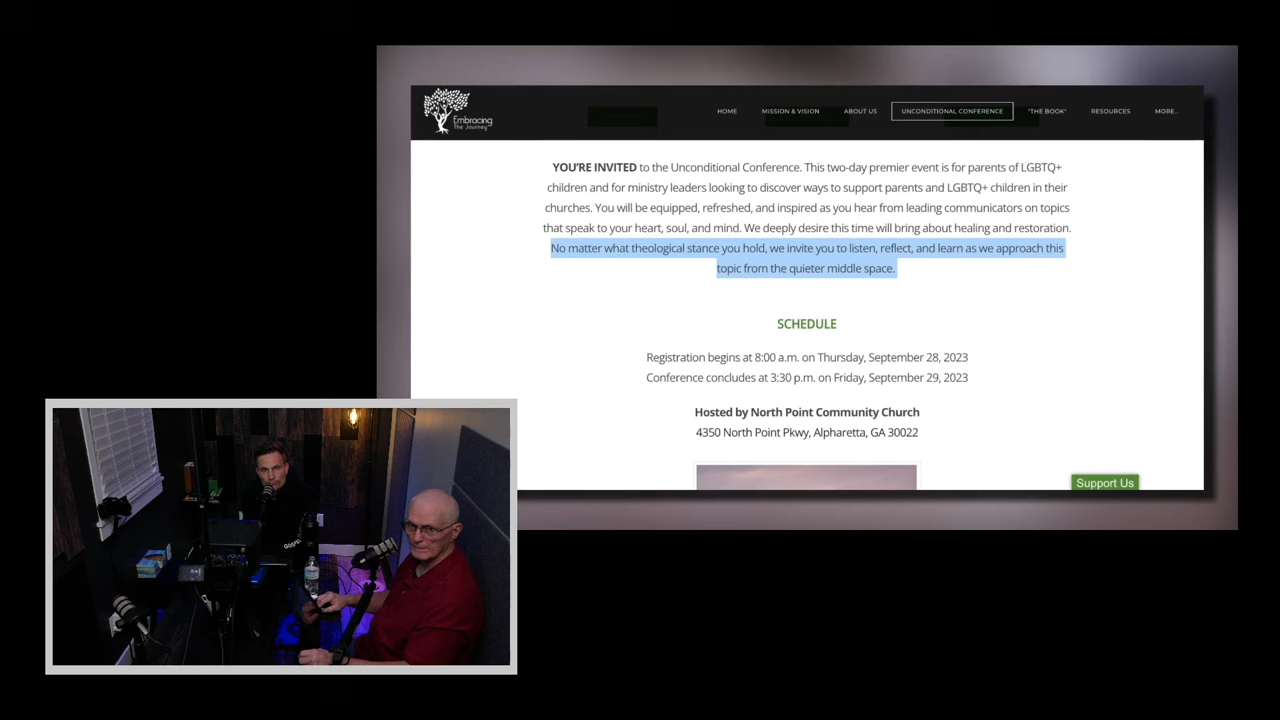 Embracing
The Journey
HOME MISSION & VISION ABOUT US UNCONDITIONAL CONFERENCE "THE BOOK" RESOURCES MORE...
YOU'RE INVITED to the Unconditional Conference. This two-day premier event is for parents of LGBTQ+
children and for ministry leaders looking to discover ways to support parents and LGBTQ+ children in their
churches. You will be equipped, refreshed, and inspired as you hear from leading communicators on topics
that speak to your heart, soul, and mind. We deeply desire this time will bring about healing and restoration.
No matter what theological stance you hold, we invite you to listen, reflect, and learn as we approach this
topic from the quieter middle space.
SCHEDULE
Registration begins at 8:00 a.m. on Thursday, September 28, 2023
Conference concludes at 3:30 p.m. on Friday, September 29, 2023
Hosted by North Point Community Church
4350 North Point Pkwy, Alpharetta, GA 30022
Support Us
GOSPEL